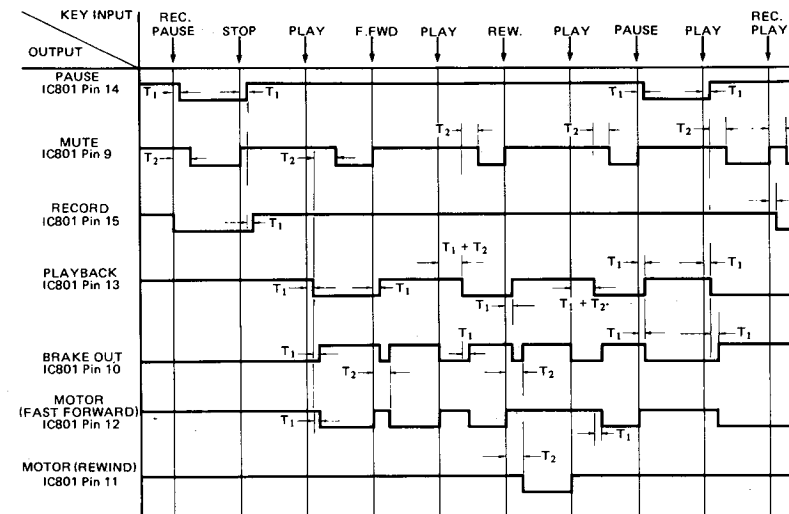 KEY INPUT
OUTPUT
REC. PAUSE
STOP
PLAY
F.FWD
PLAY
REW.
PLAY
PAUSE
PLAY
REC. PLAY
PAUSE
IC801 Pin 14
T1
T1
T1
T1
MUTE
IC801 Pin 9
T2
T2
T2
T2
T2
RECORD
IC801 Pin 15
T1
PLAYBACK
IC801 Pin 13
T1
T1
T1 + T2
T1
T1 + T2
T1
T1
BRAKE OUT
IC801 Pin 10
T1
T2
T1
T2
T1
T1
MOTOR
(FAST FORWARD)
IC801 Pin 12
T1
T1
MOTOR (REWIND)
IC801 Pin 11
T2